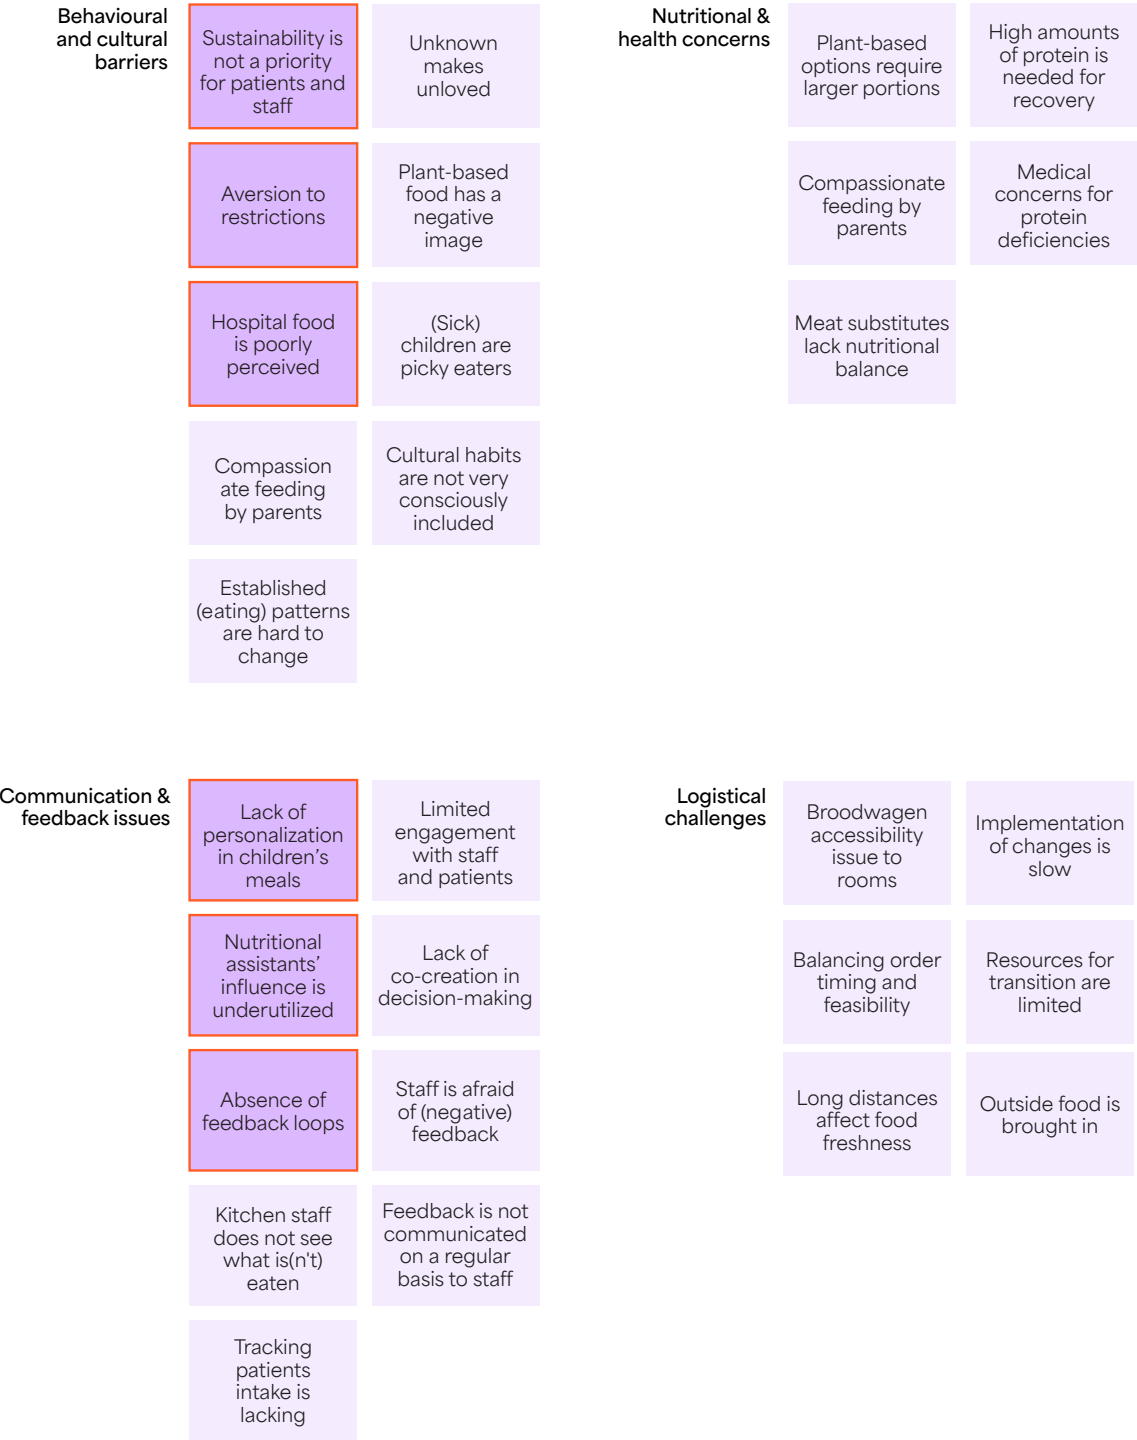 Behavioural
and cultural
barriers
Sustainability is
not a priority
for patients and
staff
Unknown
makes
unloved
Aversion to
restrictions
Plant-based
food has a
negative
image
Hospital food
is poorly
perceived
(Sick)
children are
picky eaters
Compassion
ate feeding
by parents
Cultural habits
are not very
consciously
included
Established
(eating) patterns
are hard to
change
Nutritional &
health concerns
Plant-based
options require
larger portions
High amounts
of protein is
needed for
recovery
Compassionate
feeding by
parents
Medical
concerns for
protein
deficiencies
Meat substitutes
lack nutritional
balance
Communication &
feedback issues
Lack of
personalization
in children’s
meals
Limited
engagement
with staff
and patients
Nutritional
assistants’
influence is
underutilized
Lack of
co-creation in
decision-making
Absence of
feedback loops
Staff is afraid
of (negative)
feedback
Kitchen staff
does not see
what is(n't)
eaten
Feedback is not
communicated
on a regular
basis to staff
Tracking
patients
intake is
lacking
Logistical
challenges
Broodwagen
accessibility
issue to
rooms
Implementation
of changes is
slow
Balancing order
timing and
feasibility
Resources for
transition are
limited
Long distances
affect food
freshness
Outside food is
brought in